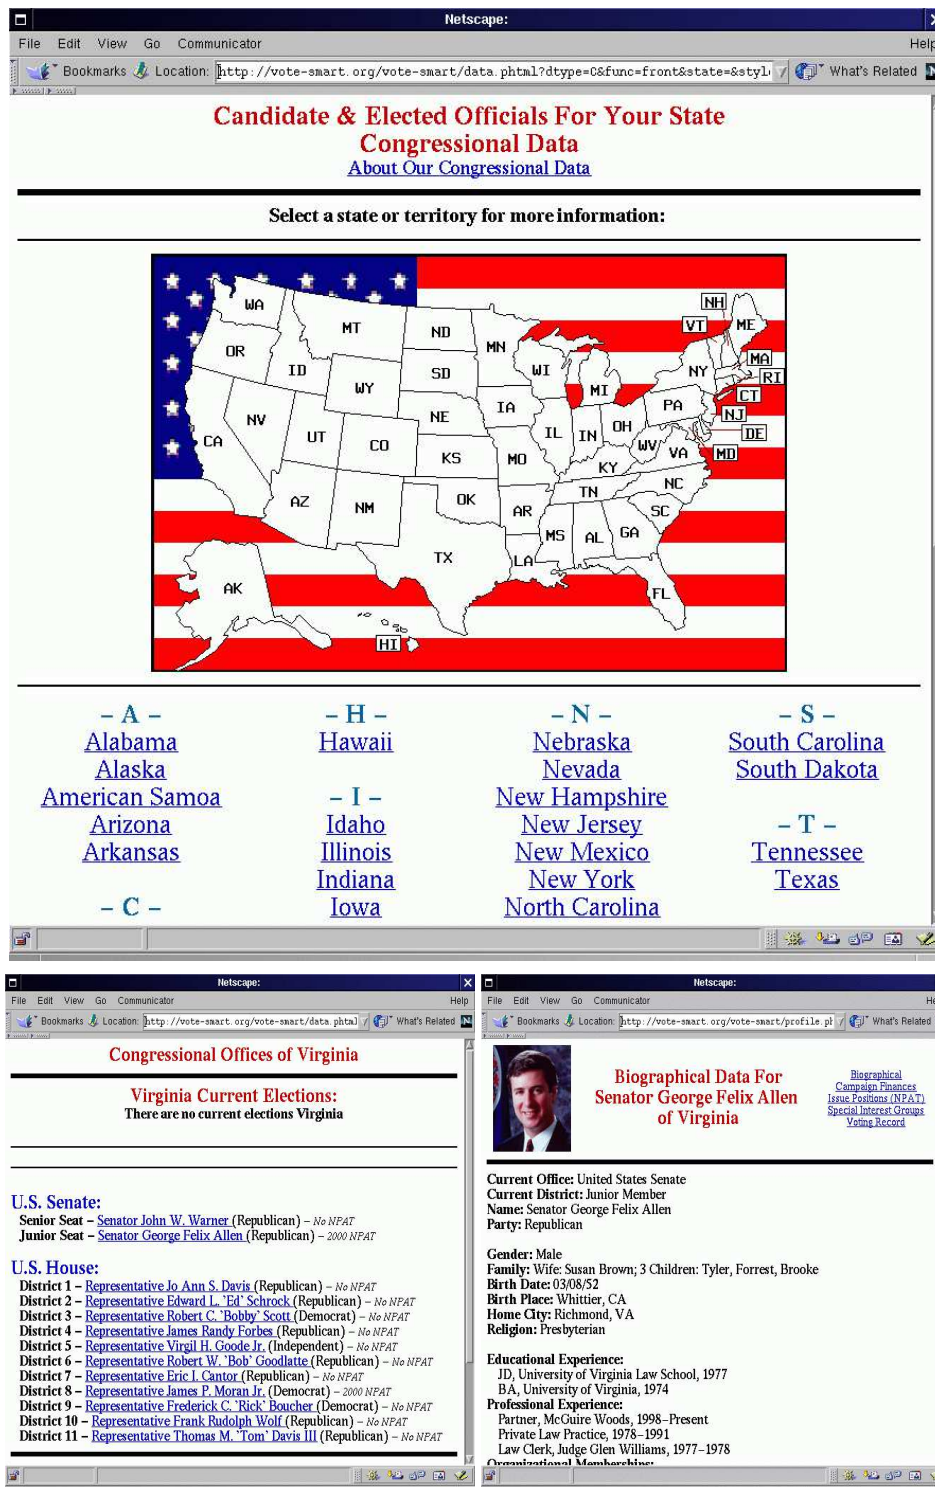 Netscape:
File Edit View Go Communicator Help
Bookmarks Location: http://vote-smart.org/vote-smart/data.phtml?dtype=C&func=front&state=&styl What's Related
Candidate & Elected Officials For Your State
Congressional Data
About Our Congressional Data
Select a state or territory for more information:
WA MT ND MN NH VT ME
OR ID WY SD WI MI NY MA RI CT
NV NE IA PA NJ DE
CA UT CO KS MO IL IN OH WV VA MD
KY NC
AZ NM OK AR TN SC
TX LA MS AL GA
AK FL
HI
– A –
Alabama
Alaska
American Samoa
Arizona
Arkansas
– C –
– H –
Hawaii
– I –
Idaho
Illinois
Indiana
Iowa
– N –
Nebraska
Nevada
New Hampshire
New Jersey
New Mexico
New York
North Carolina
– S –
South Carolina
South Dakota
– T –
Tennessee
Texas
Netscape:
File Edit View Go Communicator Help
Bookmarks Location: http://vote-smart.org/vote-smart/data.phtml What's Related
Congressional Offices of Virginia
Virginia Current Elections:
There are no current elections Virginia
U.S. Senate:
Senior Seat – Senator John W. Warner (Republican) – No NPAT
Junior Seat – Senator George Felix Allen (Republican) – 2000 NPAT
U.S. House:
District 1 – Representative Jo Ann S. Davis (Republican) – No NPAT
District 2 – Representative Edward L. 'Ed' Schrock (Republican) – No NPAT
District 3 – Representative Robert C. 'Bobby' Scott (Democrat) – No NPAT
District 4 – Representative James Randy Forbes (Republican) – No NPAT
District 5 – Representative Virgil H. Goode Jr. (Independent) – No NPAT
District 6 – Representative Robert W. 'Bob' Goodlatte (Republican) – No NPAT
District 7 – Representative Eric I. Cantor (Republican) – No NPAT
District 8 – Representative James P. Moran Jr. (Democrat) – 2000 NPAT
District 9 – Representative Frederick C. 'Rick' Boucher (Democrat) – No NPAT
District 10 – Representative Frank Rudolph Wolf (Republican) – No NPAT
District 11 – Representative Thomas M. 'Tom' Davis III (Republican) – No NPAT
Netscape:
File Edit View Go Communicator He
Bookmarks Location: http://vote-smart.org/vote-smart/profile.ph What's Related
Biographical Data For
Senator George Felix Allen
of Virginia
Biographical
Campaign Finances
Issue Positions (NPAT)
Special Interest Groups
Voting Record
Current Office: United States Senate
Current District: Junior Member
Name: Senator George Felix Allen
Party: Republican
Gender: Male
Family: Wife: Susan Brown; 3 Children: Tyler, Forrest, Brooke
Birth Date: 03/08/52
Birth Place: Whittier, CA
Home City: Richmond, VA
Religion: Presbyterian
Educational Experience:
JD, University of Virginia Law School, 1977
BA, University of Virginia, 1974
Professional Experience:
Partner, McGuire Woods, 1998–Present
Private Law Practice, 1978–1991
Law Clerk, Judge Glen Williams, 1977–1978
Organizational Memberships: